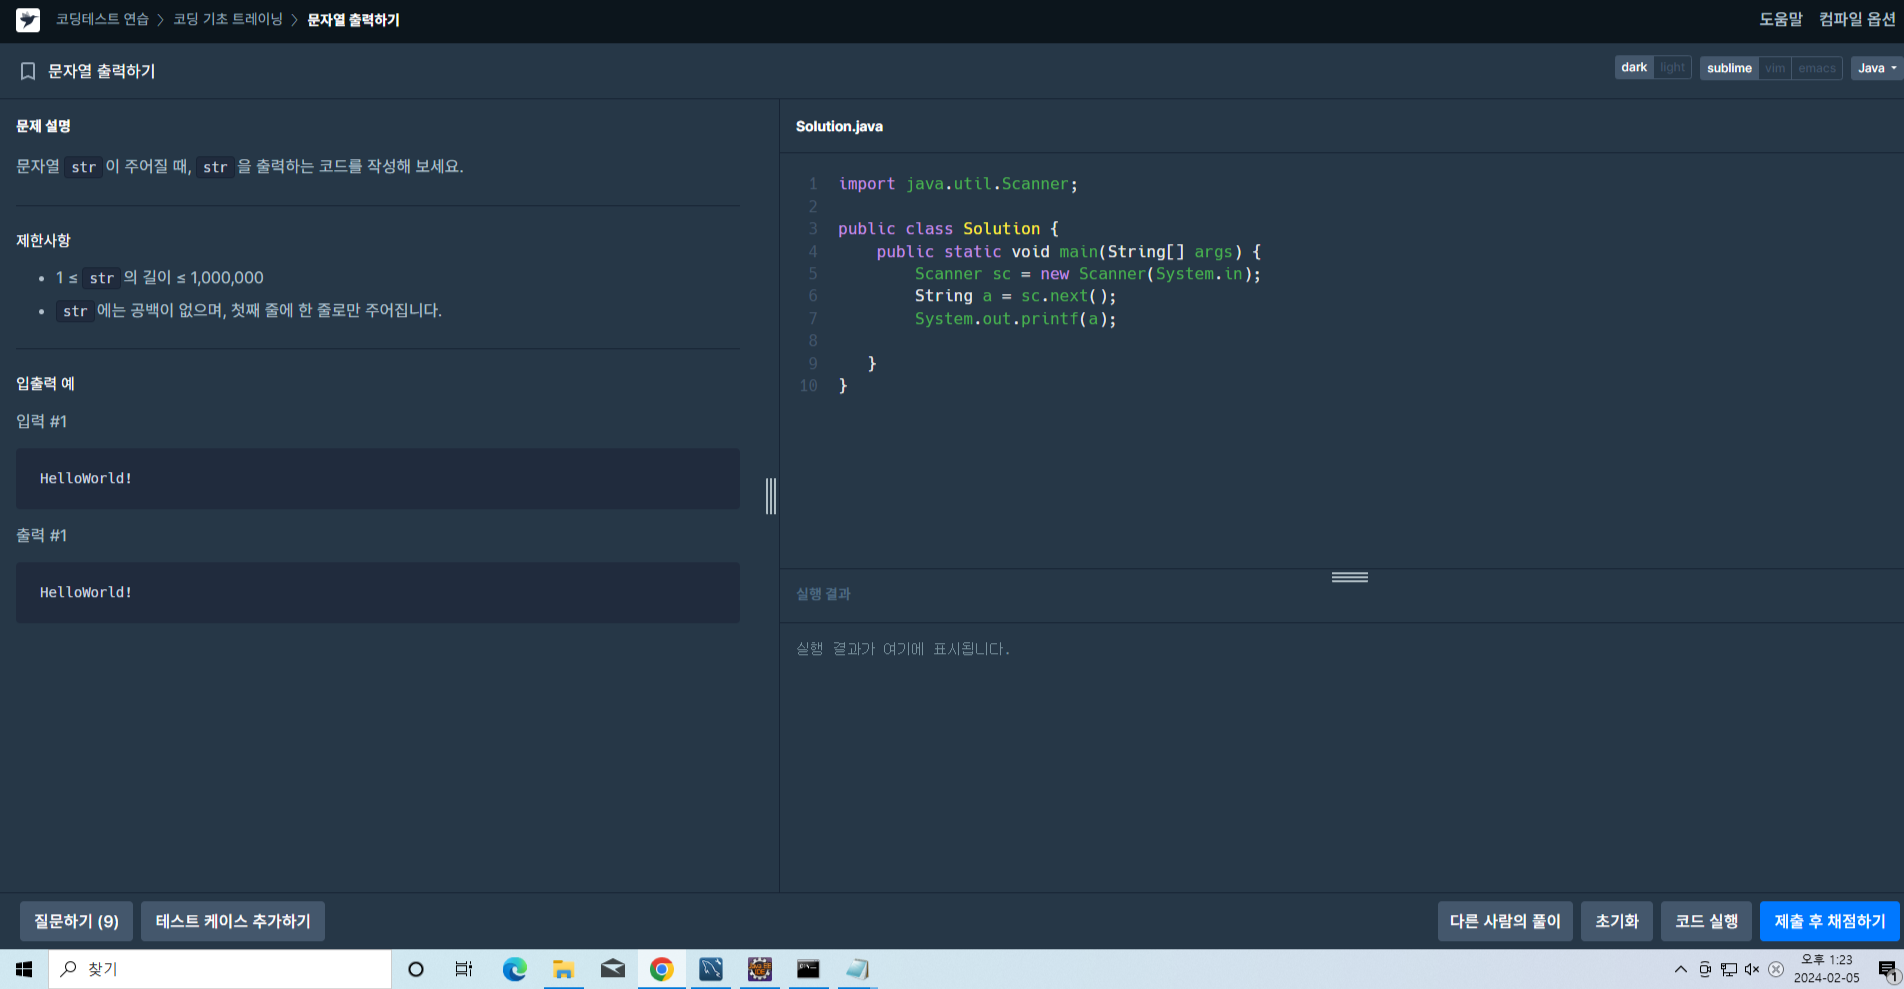 코딩테스트 연습 > 코딩 기초 트레이닝 > 문자열 출력하기
도움말 컴파일 옵션
문자열 출력하기
dark light sublime vim emacs Java
문제 설명
문자열 str 이 주어질 때, str 을 출력하는 코드를 작성해 보세요.
제한사항
• 1 ≤ str 의 길이 ≤ 1,000,000
• str 에는 공백이 없으며, 첫째 줄에 한 줄로만 주어집니다.
입출력 예
입력 #1
HelloWorld!
출력 #1
HelloWorld!
Solution.java
1 import java.util.Scanner;
2
3 public class Solution {
4     public static void main(String[] args) {
5         Scanner sc = new Scanner(System.in);
6         String a = sc.next();
7         System.out.printf(a);
8
9    }
10 }
실행 결과
실행 결과가 여기에 표시됩니다.
질문하기 (9) 테스트 케이스 추가하기
다른 사람의 풀이 초기화 코드 실행 제출 후 채점하기
찾기
Java EE
IDE
오후 1:23
2024-02-05
1